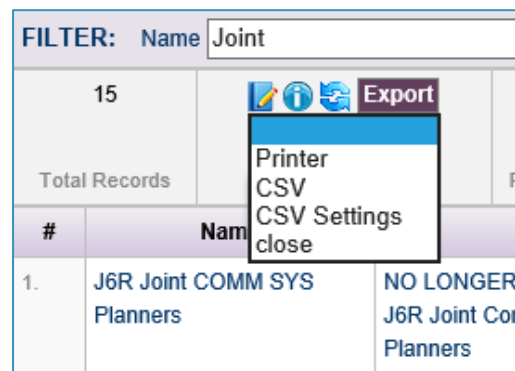 FILTER: Name Joint
15 Export
Printer
CSV
CSV Settings
close
Total Records
# Nam
1. J6R Joint COMM SYS NO LONGER
Planners J6R Joint Co
Planners